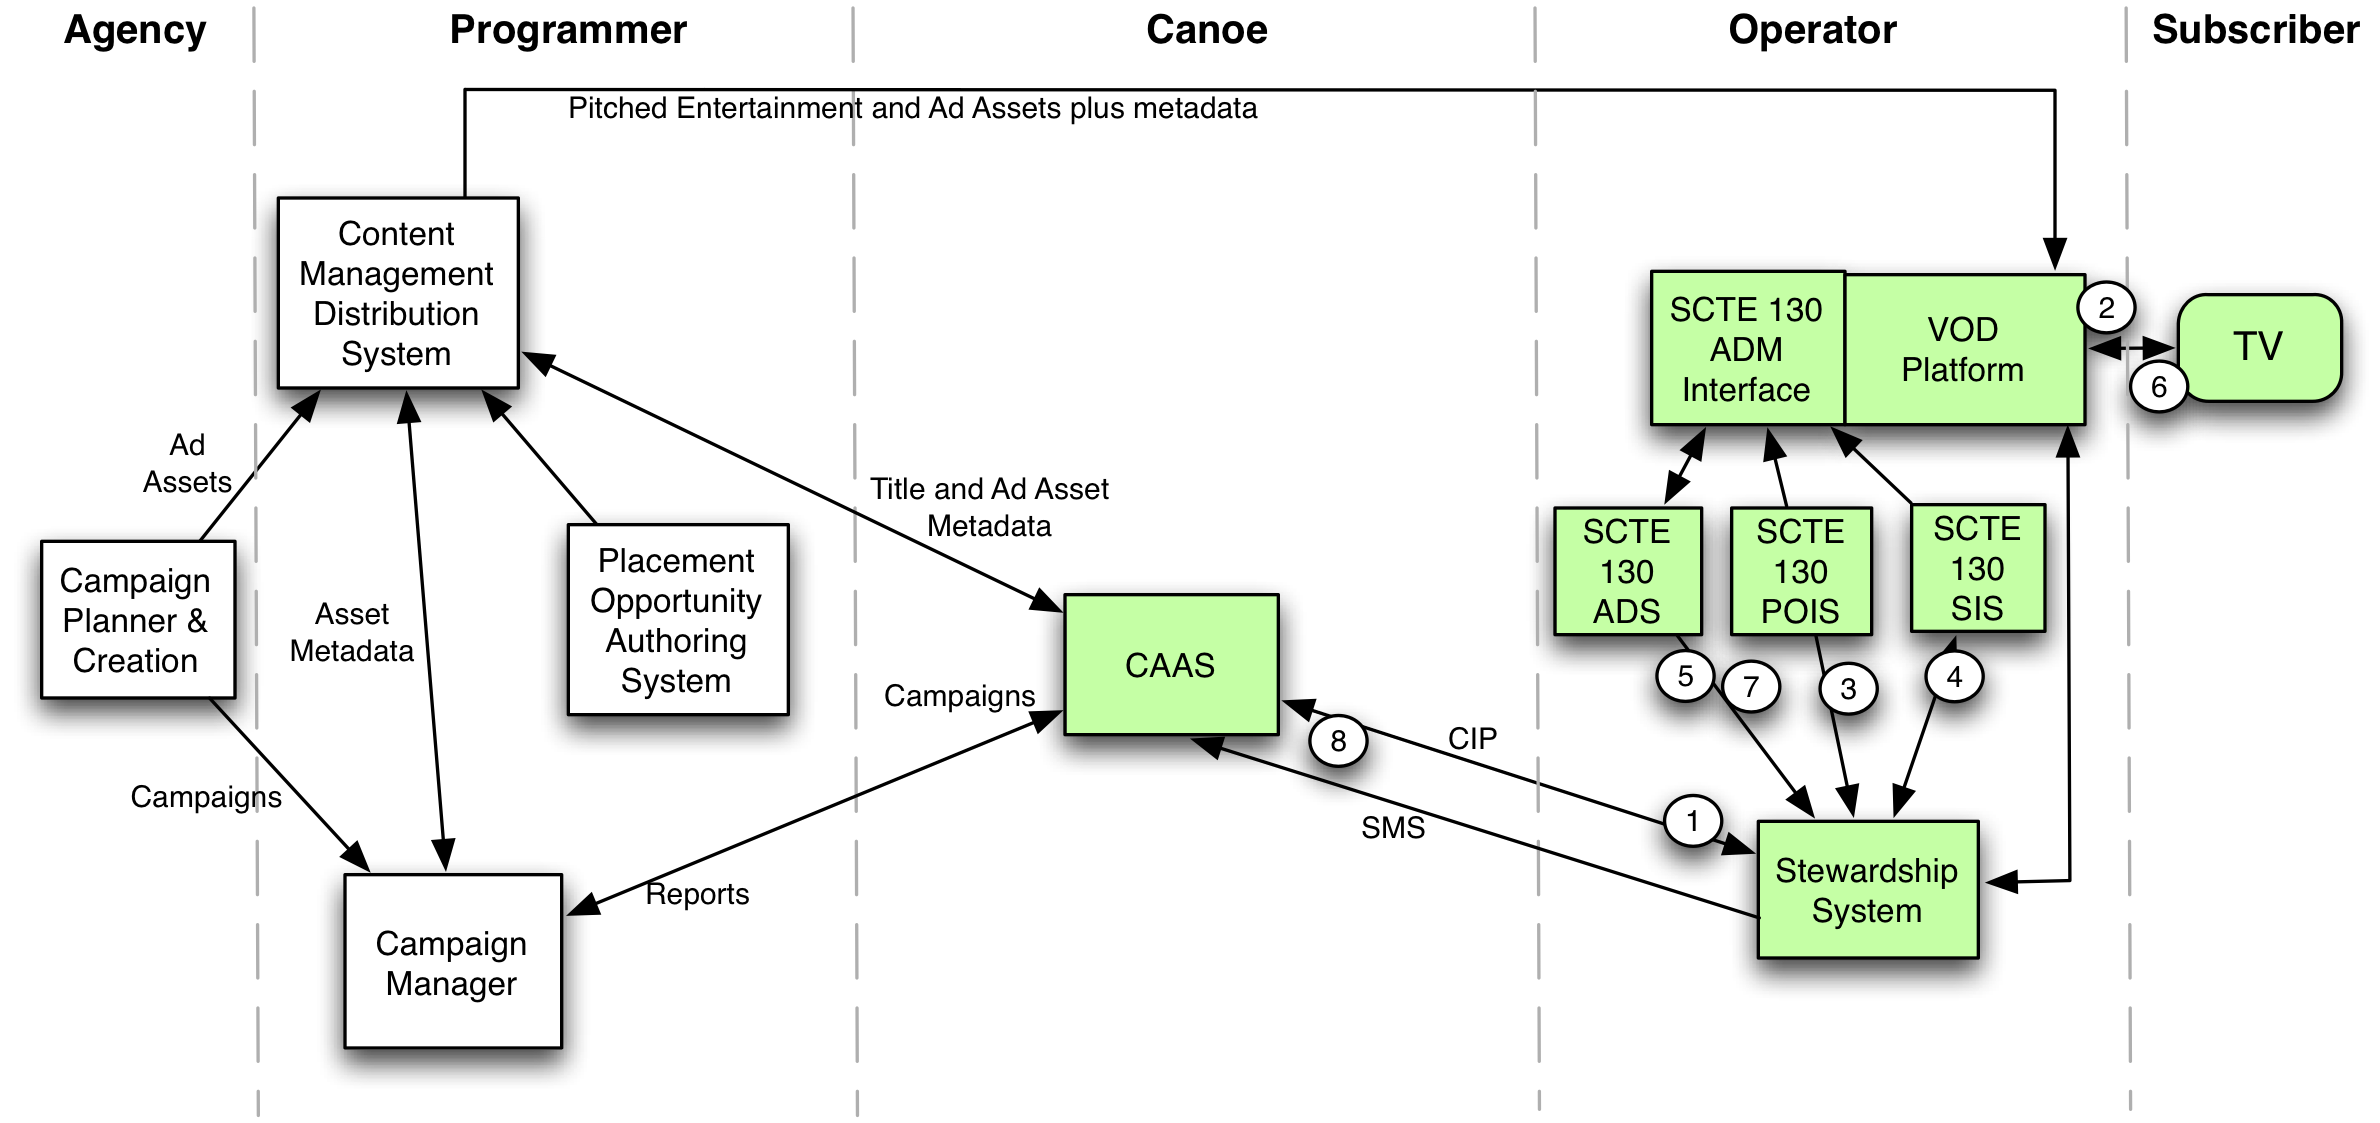 Agency
Programmer
Canoe
Operator
Subscriber
Pitched Entertainment and Ad Assets plus metadata
Content
Management
Distribution
System
SCTE 130
ADM
Interface
VOD
Platform
2
TV
6
Ad
Assets
Title and Ad Asset
Metadata
Campaign
Planner &
Creation
Asset
Metadata
Placement
Opportunity
Authoring
System
SCTE
130
ADS
SCTE
130
POIS
SCTE
130
SIS
CAAS
5
7
3
4
Campaigns
8
CIP
Campaigns
1
SMS
Reports
Stewardship
System
Campaign
Manager